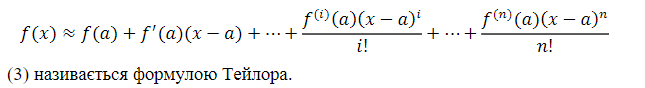 f(x) ≈ f(a) + f′(a)(x − a) + ⋯ + f⁽ⁱ⁾(a)(x − a)ⁱ / i! + ⋯ + f⁽ⁿ⁾(a)(x − a)ⁿ / n!
(3) називається формулою Тейлора.